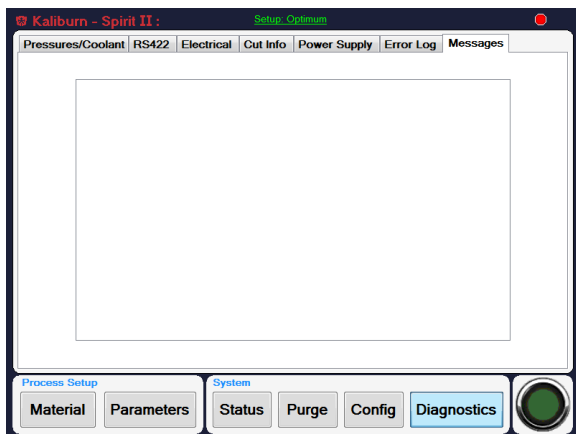 Kaliburn - Spirit II :
Setup: Optimum
Pressures/Coolant RS422 Electrical Cut Info Power Supply Error Log Messages
Process Setup
System
Material Parameters Status Purge Config Diagnostics